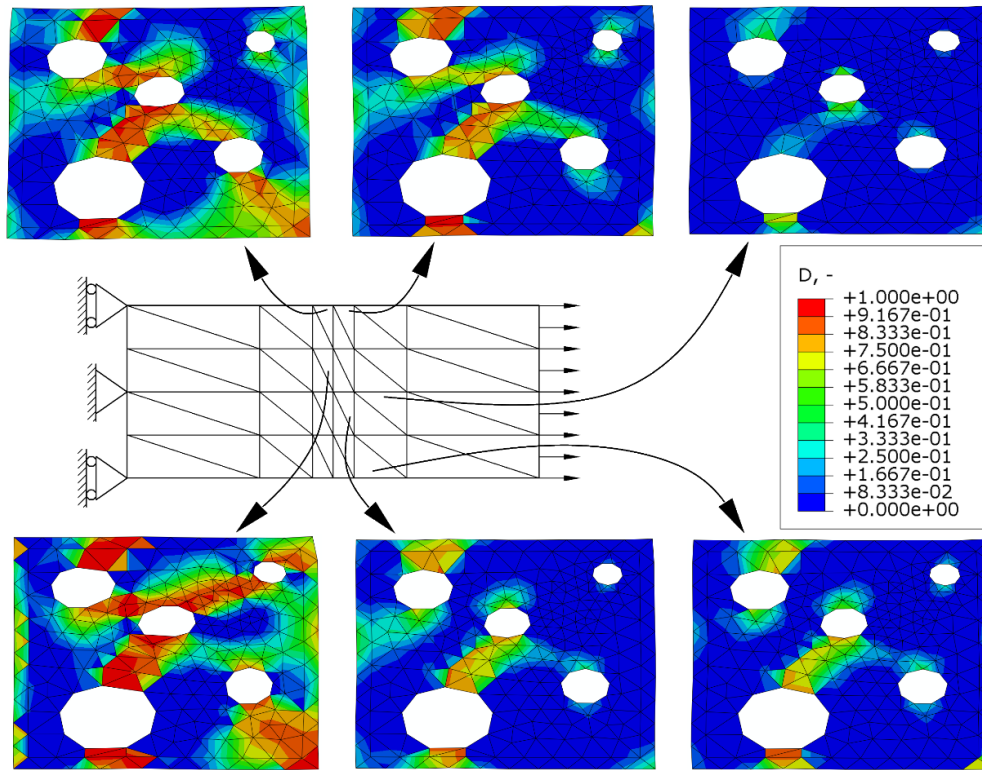 D, -
+1.000e+00
+9.167e-01
+8.333e-01
+7.500e-01
+6.667e-01
+5.833e-01
+5.000e-01
+4.167e-01
+3.333e-01
+2.500e-01
+1.667e-01
+8.333e-02
+0.000e+00